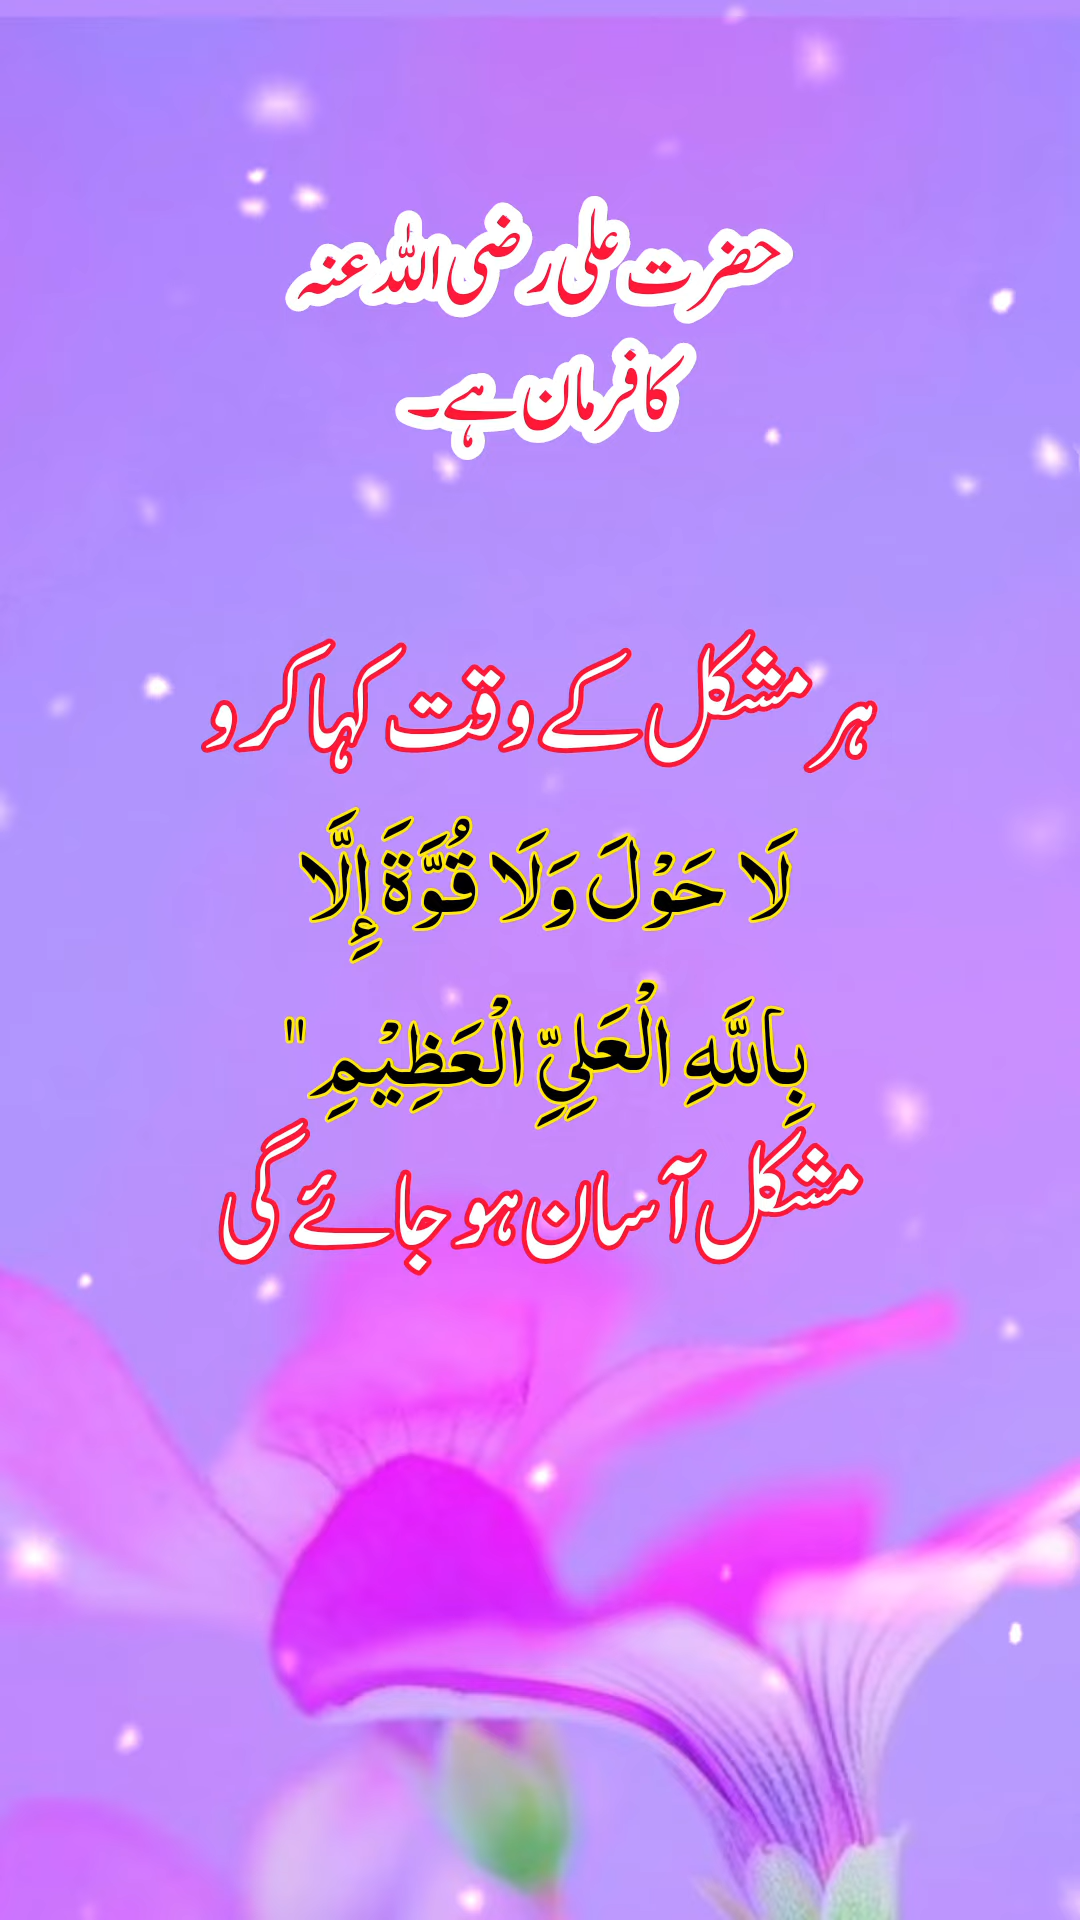 حضرت علی رضی اللہ عنہ
کا فرمان ہے۔
ہر مشکل کے وقت کہا کرو
لَا حَوْلَ وَلَا قُوَّةَ إِلَّا
بِاللَّهِ الْعَلِيِّ الْعَظِيْمِ "
مشکل آسان ہو جائے گی